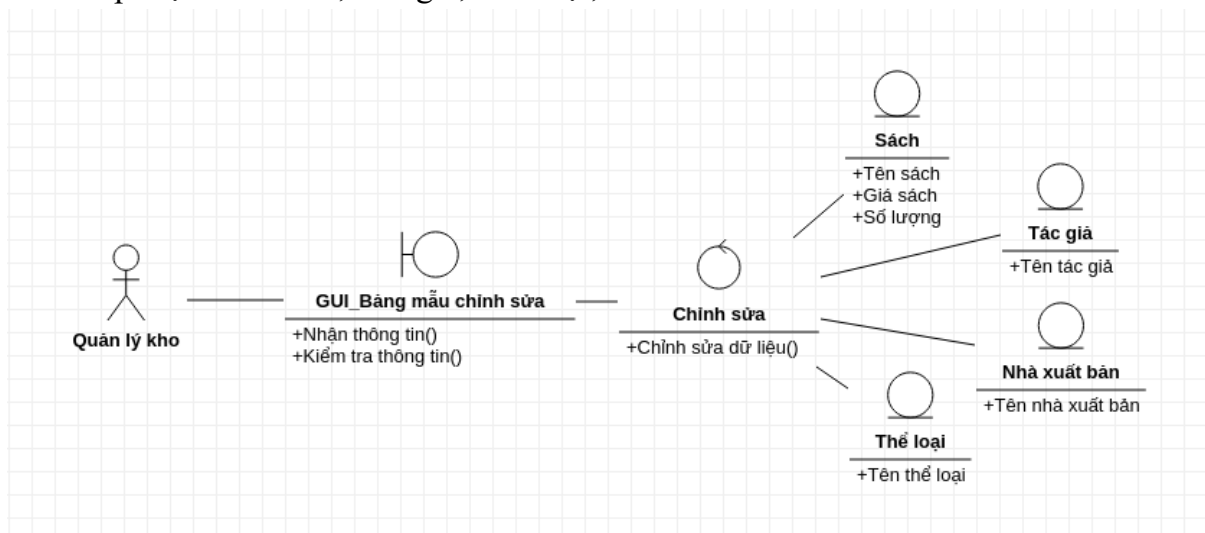 Sách
+Tên sách
+Giá sách
+Số lượng
Tác giả
+Tên tác giả
Quản lý kho
GUI_Bảng mẫu chỉnh sửa
+Nhận thông tin()
+Kiểm tra thông tin()
Chỉnh sửa
+Chỉnh sửa dữ liệu()
Nhà xuất bản
+Tên nhà xuất bản
Thể loại
+Tên thể loại